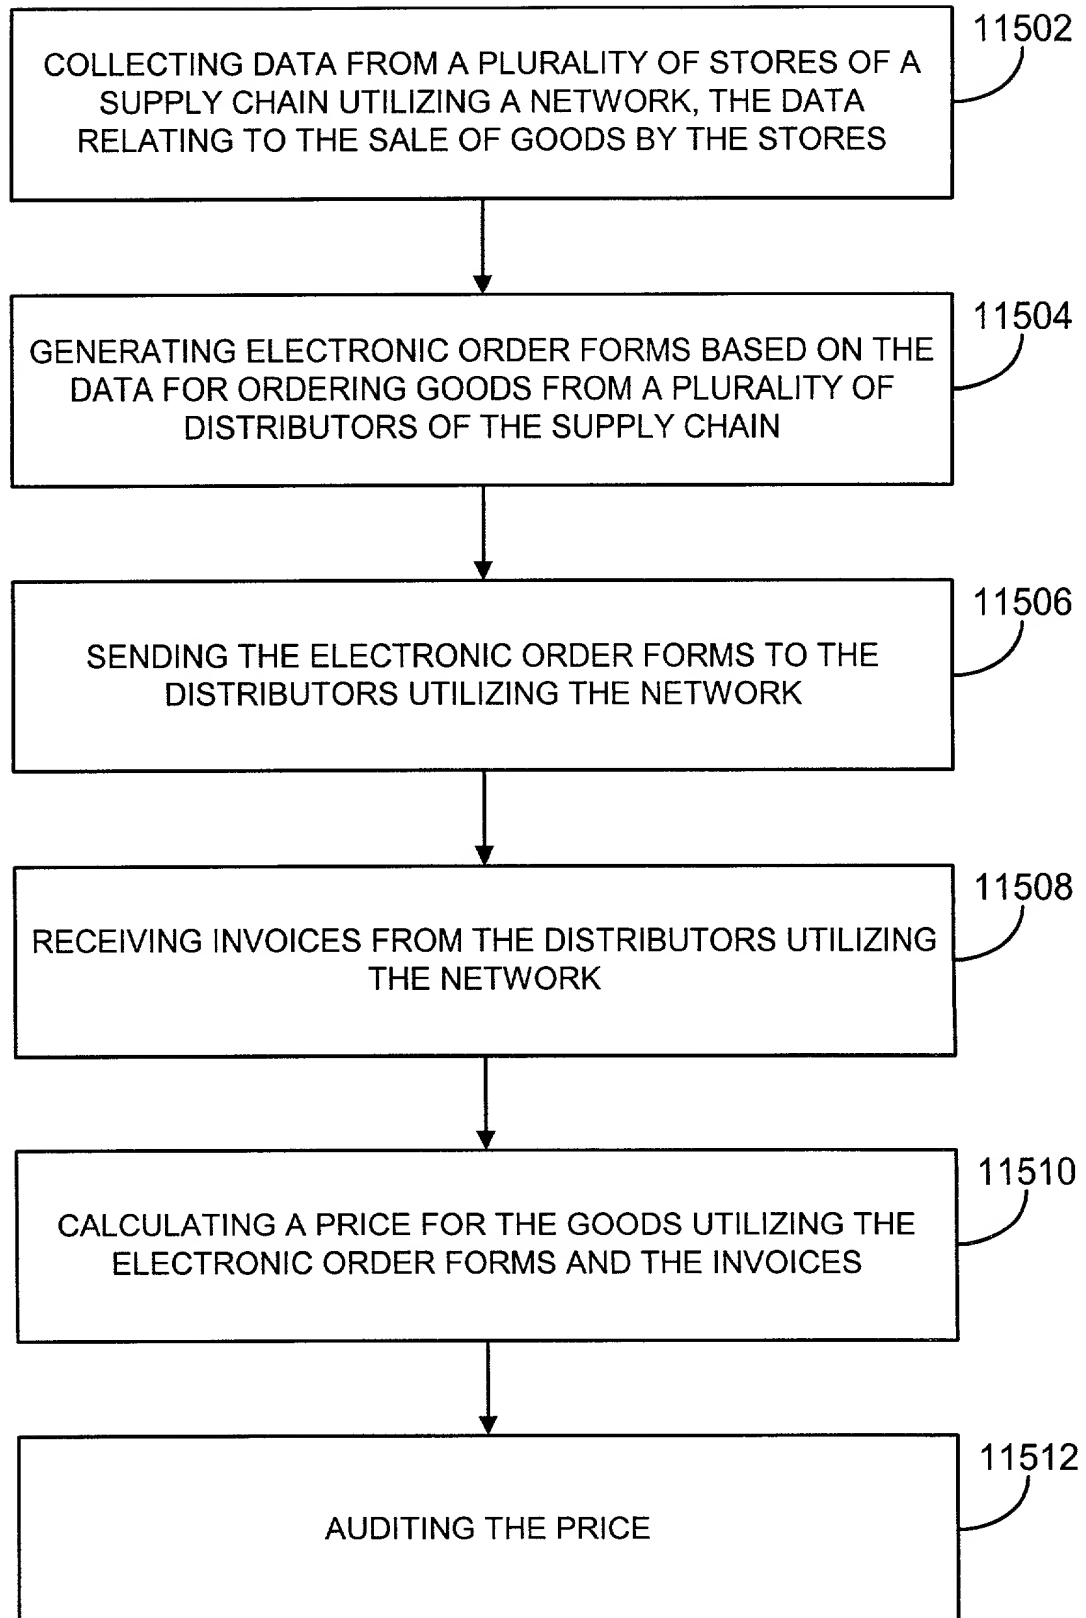 11502
COLLECTING DATA FROM A PLURALITY OF STORES OF A
SUPPLY CHAIN UTILIZING A NETWORK, THE DATA
RELATING TO THE SALE OF GOODS BY THE STORES
11504
GENERATING ELECTRONIC ORDER FORMS BASED ON THE
DATA FOR ORDERING GOODS FROM A PLURALITY OF
DISTRIBUTORS OF THE SUPPLY CHAIN
11506
SENDING THE ELECTRONIC ORDER FORMS TO THE
DISTRIBUTORS UTILIZING THE NETWORK
11508
RECEIVING INVOICES FROM THE DISTRIBUTORS UTILIZING
THE NETWORK
11510
CALCULATING A PRICE FOR THE GOODS UTILIZING THE
ELECTRONIC ORDER FORMS AND THE INVOICES
11512
AUDITING THE PRICE